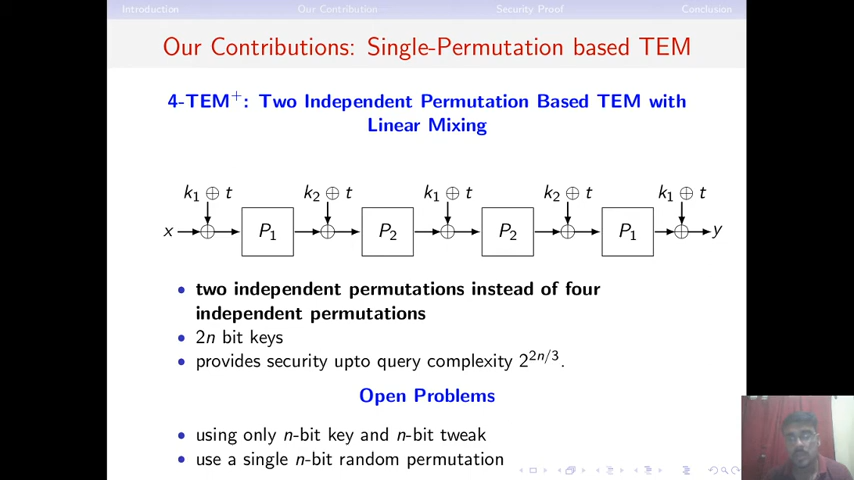 Introduction Our Contribution Security Proof Conclusion
Our Contributions: Single-Permutation based TEM
4-TEM⁺: Two Independent Permutation Based TEM with
Linear Mixing
k₁ ⊕ t k₂ ⊕ t k₁ ⊕ t k₂ ⊕ t k₁ ⊕ t
x P₁ P₂ P₂ P₁ y
• two independent permutations instead of four
independent permutations
• 2n bit keys
• provides security upto query complexity 2^{2n/3}.
Open Problems
• using only n-bit key and n-bit tweak
• use a single n-bit random permutation